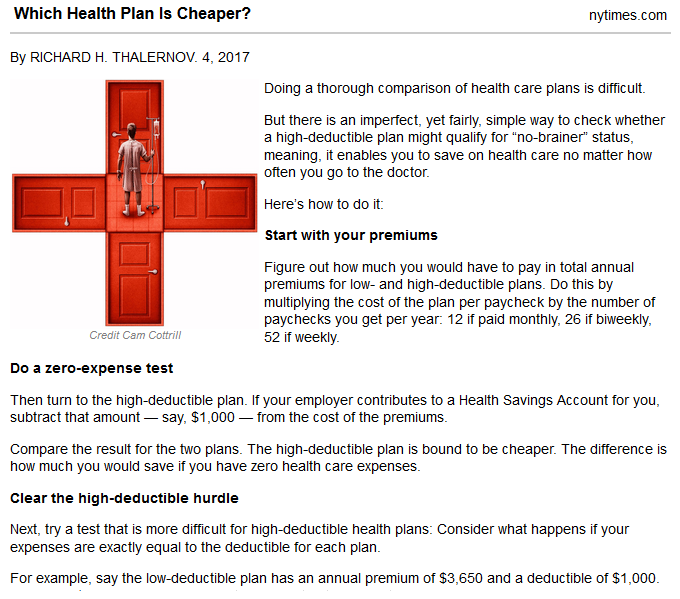 Which Health Plan Is Cheaper?
nytimes.com
By RICHARD H. THALERNOV. 4, 2017
Doing a thorough comparison of health care plans is difficult.
But there is an imperfect, yet fairly, simple way to check whether
a high-deductible plan might qualify for “no-brainer” status,
meaning, it enables you to save on health care no matter how
often you go to the doctor.
Here’s how to do it:
Start with your premiums
Figure out how much you would have to pay in total annual
premiums for low- and high-deductible plans. Do this by
multiplying the cost of the plan per paycheck by the number of
paychecks you get per year: 12 if paid monthly, 26 if biweekly,
52 if weekly.
Credit Cam Cottrill
Do a zero-expense test
Then turn to the high-deductible plan. If your employer contributes to a Health Savings Account for you,
subtract that amount — say, $1,000 — from the cost of the premiums.
Compare the result for the two plans. The high-deductible plan is bound to be cheaper. The difference is
how much you would save if you have zero health care expenses.
Clear the high-deductible hurdle
Next, try a test that is more difficult for high-deductible health plans: Consider what happens if your
expenses are exactly equal to the deductible for each plan.
For example, say the low-deductible plan has an annual premium of $3,650 and a deductible of $1,000.